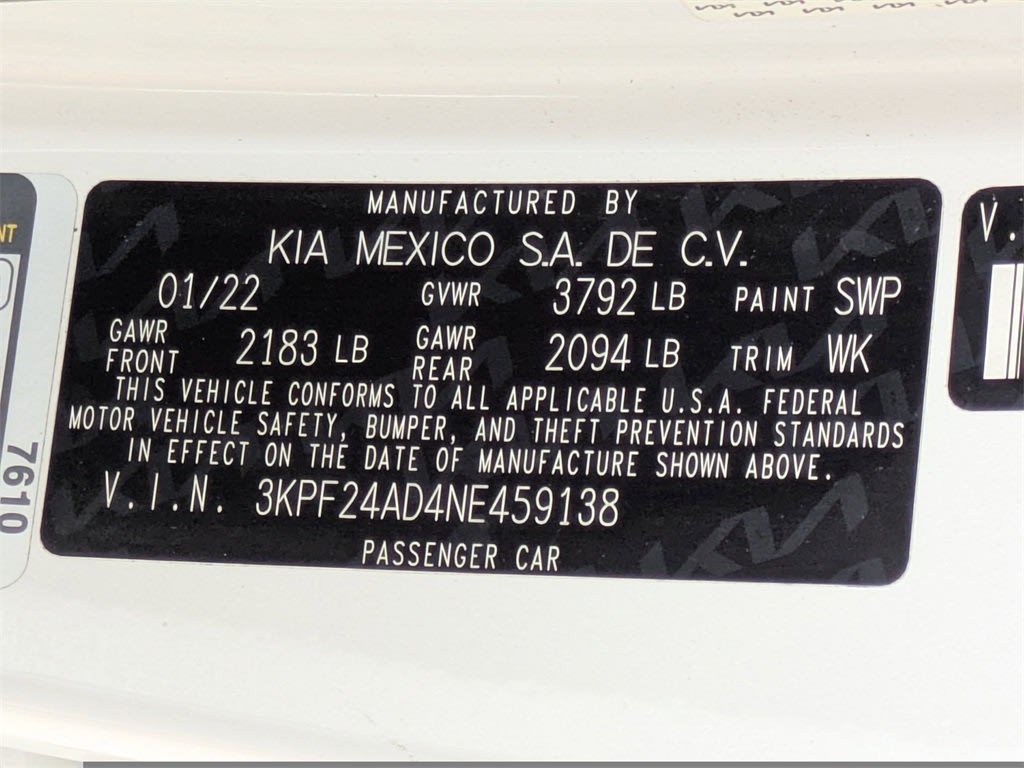 MANUFACTURED BY
KIA MEXICO S.A. DE C.V.
01/22 GVWR 3792 LB PAINT SWP
GAWR FRONT 2183 LB GAWR REAR 2094 LB TRIM WK
THIS VEHICLE CONFORMS TO ALL APPLICABLE U.S.A. FEDERAL
MOTOR VEHICLE SAFETY, BUMPER, AND THEFT PREVENTION STANDARDS
IN EFFECT ON THE DATE OF MANUFACTURE SHOWN ABOVE.
V.I.N. 3KPF24AD4NE459138
PASSENGER CAR
7610
V.